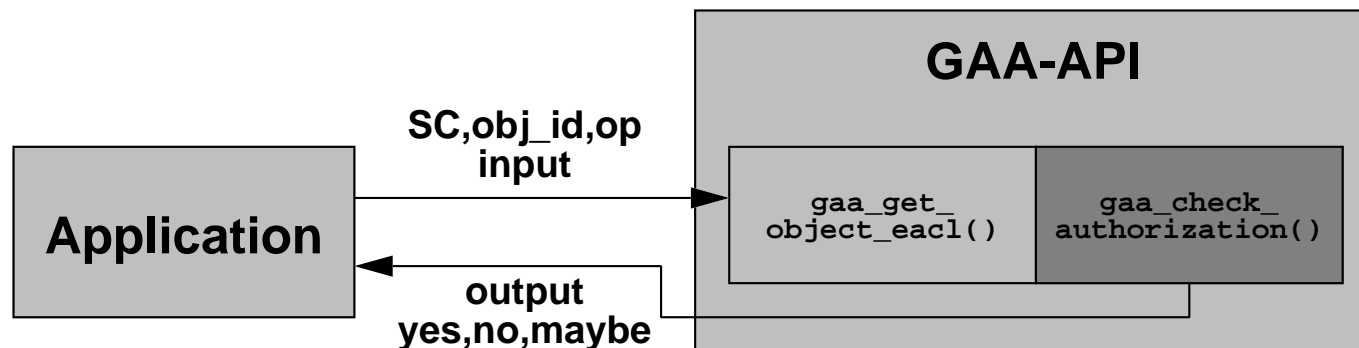 GAA-API
SC,obj_id,op
input
Application
gaa_get_
object_eacl()
gaa_check_
authorization()
output
yes,no,maybe